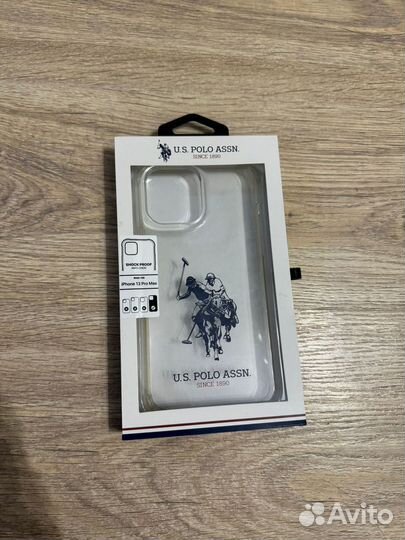 U.S. POLO ASSN.
SINCE 1890
SHOCK PROOF
iPhone 13 Pro Max
U.S. POLO ASSN.
SINCE 1890
Avito